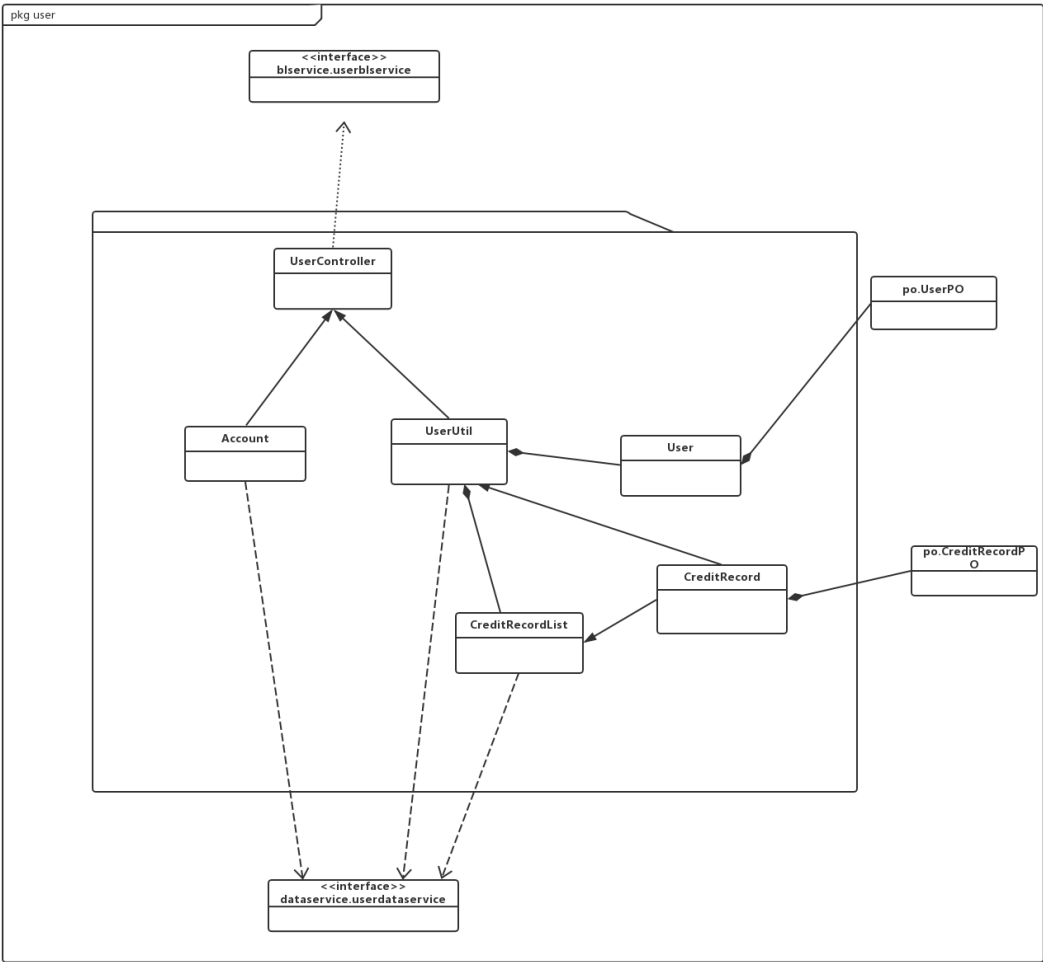 pkg user
<<interface>>
blservice.userblservice
UserController
po.UserPO
Account
UserUtil
User
po.CreditRecordP
O
CreditRecord
CreditRecordList
<<interface>>
dataservice.userdataservice